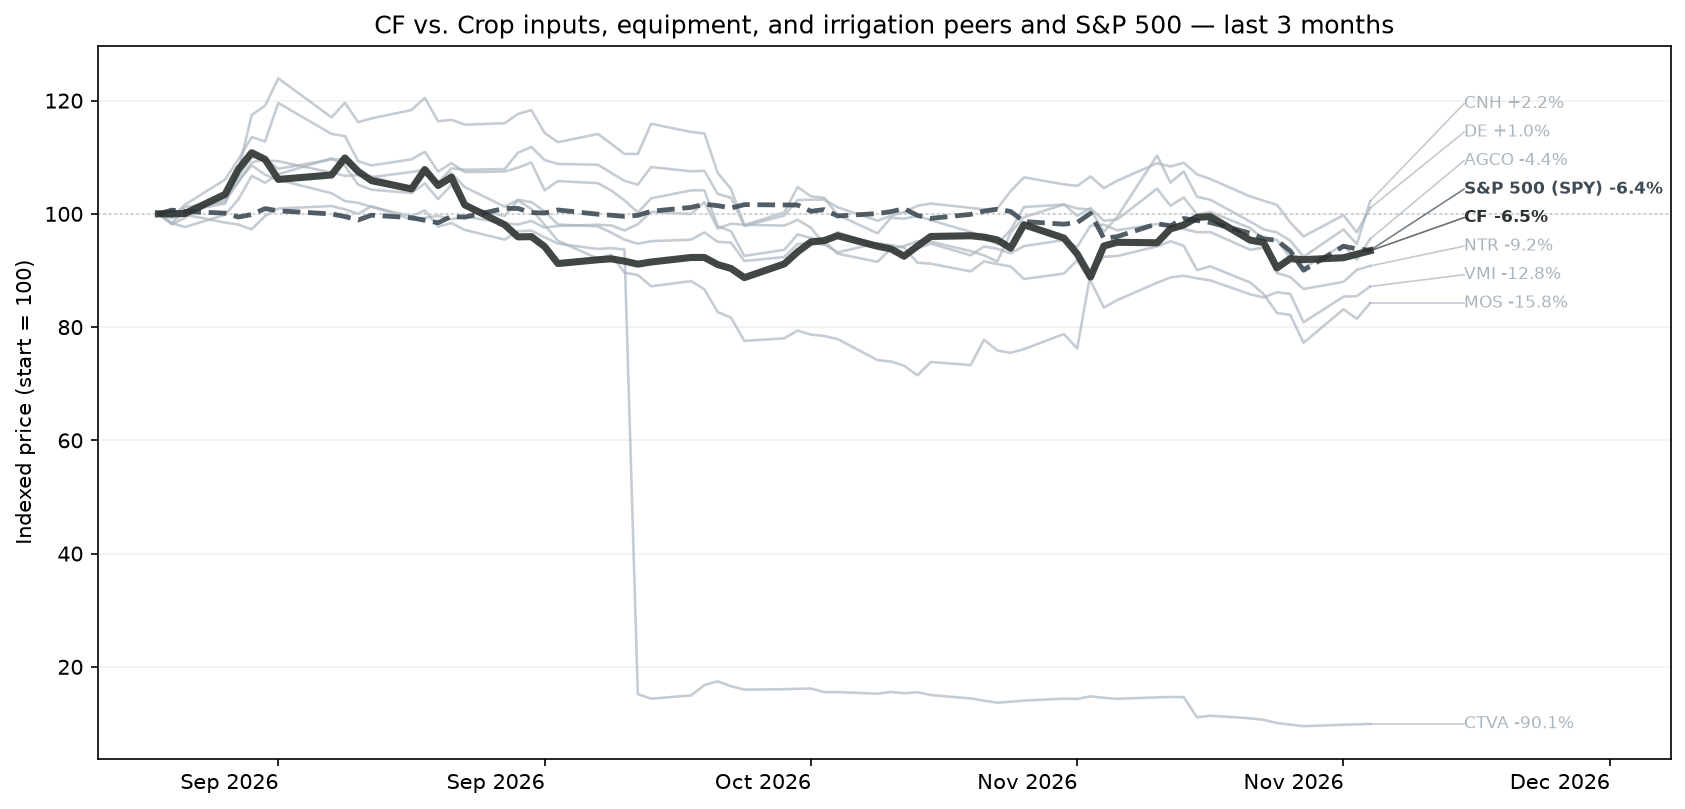 CF vs. Crop inputs, equipment, and irrigation peers and S&P 500 — last 3 months
Indexed price (start = 100)
120
100
80
60
40
20
CNH +2.2%
DE +1.0%
AGCO -4.4%
S&P 500 (SPY) -6.4%
CF -6.5%
NTR -9.2%
VMI -12.8%
MOS -15.8%
CTVA -90.1%
Sep 2026
Sep 2026
Oct 2026
Nov 2026
Nov 2026
Dec 2026